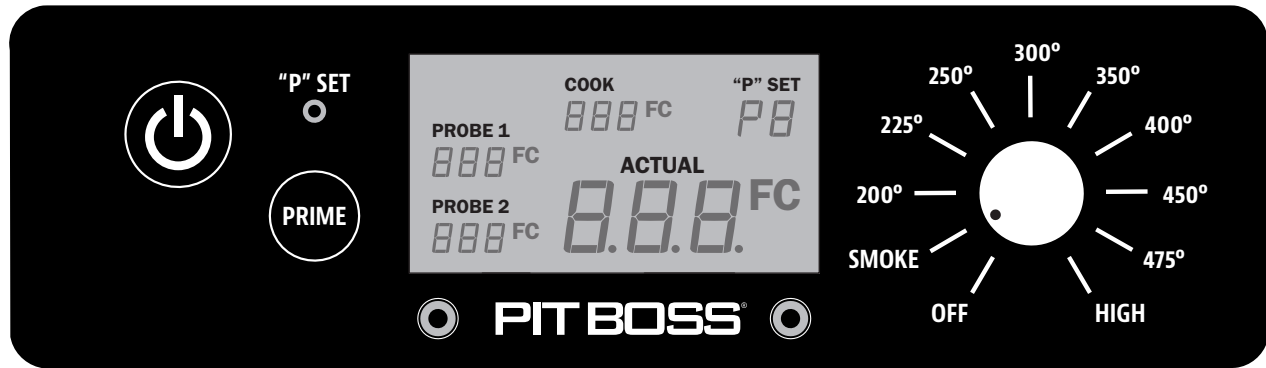 "P" SET
PRIME
COOK
888 FC
"P" SET
P8
PROBE 1
888 FC
ACTUAL
8.8.8. FC
PROBE 2
888 FC
PIT BOSS®
OFF
SMOKE
200º
225º
250º
300º
350º
400º
450º
475º
HIGH